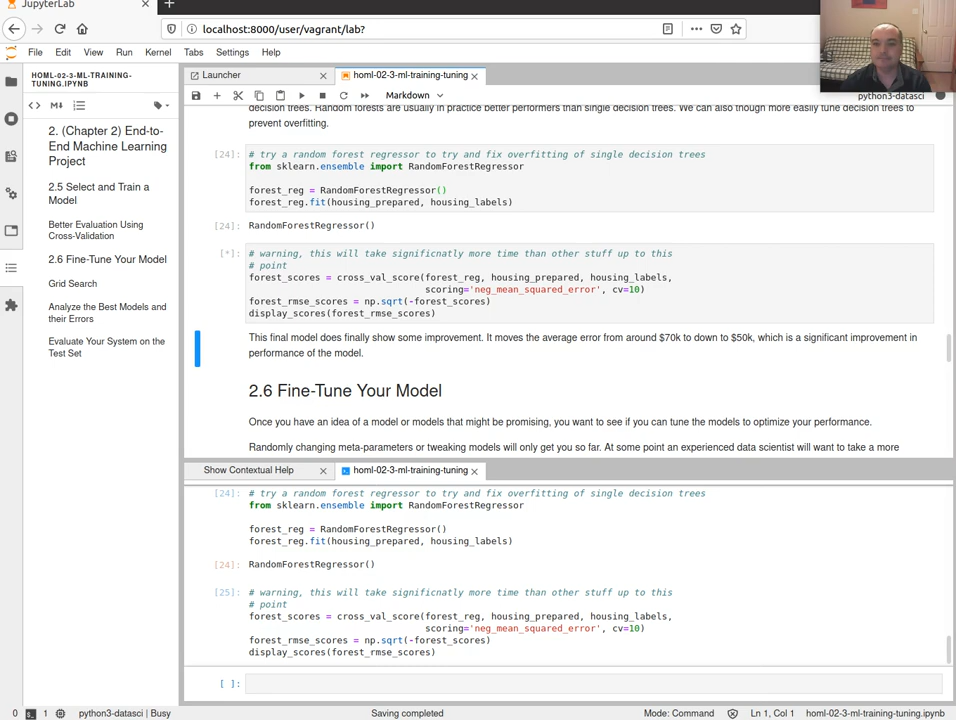 JupyterLab
localhost:8000/user/vagrant/lab?
File Edit View Run Kernel Tabs Settings Help
HOML-02-3-ML-TRAINING-
TUNING.IPYNB
2. (Chapter 2) End-to-
End Machine Learning
Project
2.5 Select and Train a
Model
Better Evaluation Using
Cross-Validation
2.6 Fine-Tune Your Model
Grid Search
Analyze the Best Models and
their Errors
Evaluate Your System on the
Test Set
Launcher
homl-02-3-ml-training-tuning
Markdown
python3-datasci
decision trees. Random forests are usually in practice better performers than single decision trees. We can also though more easily tune decision trees to
prevent overfitting.
[24]: # try a random forest regressor to try and fix overfitting of single decision trees
from sklearn.ensemble import RandomForestRegressor
forest_reg = RandomForestRegressor()
forest_reg.fit(housing_prepared, housing_labels)
[24]: RandomForestRegressor()
[*]: # warning, this will take significnatly more time than other stuff up to this
# point
forest_scores = cross_val_score(forest_reg, housing_prepared, housing_labels,
scoring='neg_mean_squared_error', cv=10)
forest_rmse_scores = np.sqrt(-forest_scores)
display_scores(forest_rmse_scores)
This final model does finally show some improvement. It moves the average error from around $70k to down to $50k, which is a significant improvement in
performance of the model.
2.6 Fine-Tune Your Model
Once you have an idea of a model or models that might be promising, you want to see if you can tune the models to optimize your performance.
Randomly changing meta-parameters or tweaking models will only get you so far. At some point an experienced data scientist will want to take a more
Show Contextual Help
homl-02-3-ml-training-tuning
[24]: # try a random forest regressor to try and fix overfitting of single decision trees
from sklearn.ensemble import RandomForestRegressor
forest_reg = RandomForestRegressor()
forest_reg.fit(housing_prepared, housing_labels)
[24]: RandomForestRegressor()
[25]: # warning, this will take significnatly more time than other stuff up to this
# point
forest_scores = cross_val_score(forest_reg, housing_prepared, housing_labels,
scoring='neg_mean_squared_error', cv=10)
forest_rmse_scores = np.sqrt(-forest_scores)
display_scores(forest_rmse_scores)
[ ]:
0 1 python3-datasci | Busy Saving completed Mode: Command Ln 1, Col 1 homl-02-3-ml-training-tuning.ipynb